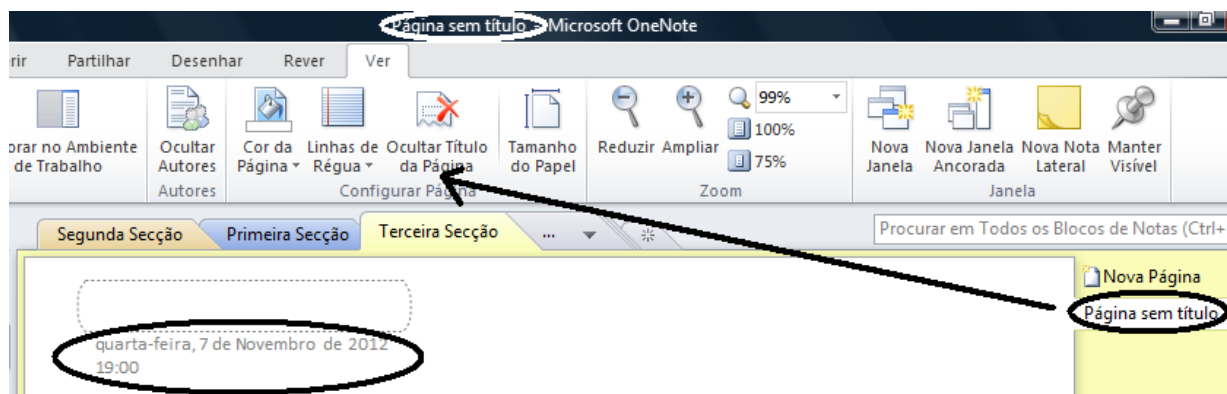 Página sem título - Microsoft OneNote
rir Partilhar Desenhar Rever Ver
orar no Ambiente de Trabalho
Ocultar Autores
Cor da Página
Linhas de Régua
Ocultar Título da Página
Tamanho do Papel
Reduzir Ampliar
99%
100%
75%
Nova Janela
Nova Janela Ancorada
Nova Nota Lateral
Manter Visível
Autores Configurar Página Zoom Janela
Segunda Secção Primeira Secção Terceira Secção ...
Procurar em Todos os Blocos de Notas (Ctrl+
Nova Página
Página sem título
quarta-feira, 7 de Novembro de 2012
19:00